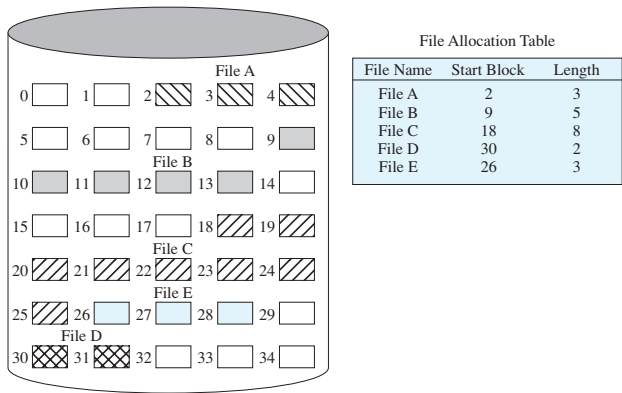 File A
0 1 2 3 4
5 6 7 8 9
File B
10 11 12 13 14
15 16 17 18 19
File C
20 21 22 23 24
File E
25 26 27 28 29
File D
30 31 32 33 34
File Allocation Table
File Name Start Block Length
File A 2 3
File B 9 5
File C 18 8
File D 30 2
File E 26 3